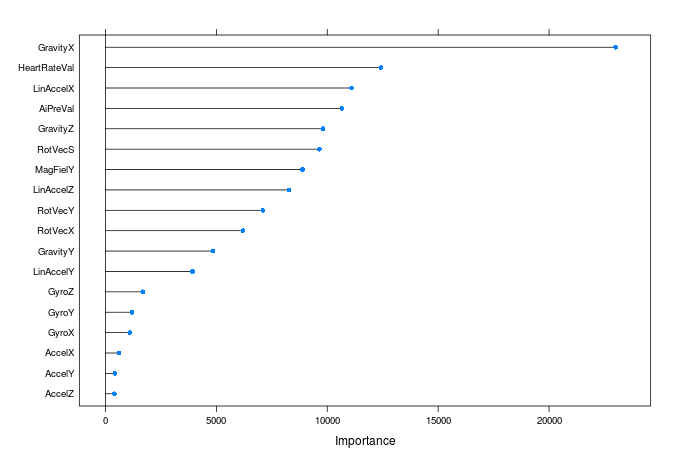 GravityX
HeartRateVal
LinAccelX
AiPreVal
GravityZ
RotVecS
MagFielY
LinAccelZ
RotVecY
RotVecX
GravityY
LinAccelY
GyroZ
GyroY
GyroX
AccelX
AccelY
AccelZ
0 5000 10000 15000 20000
Importance